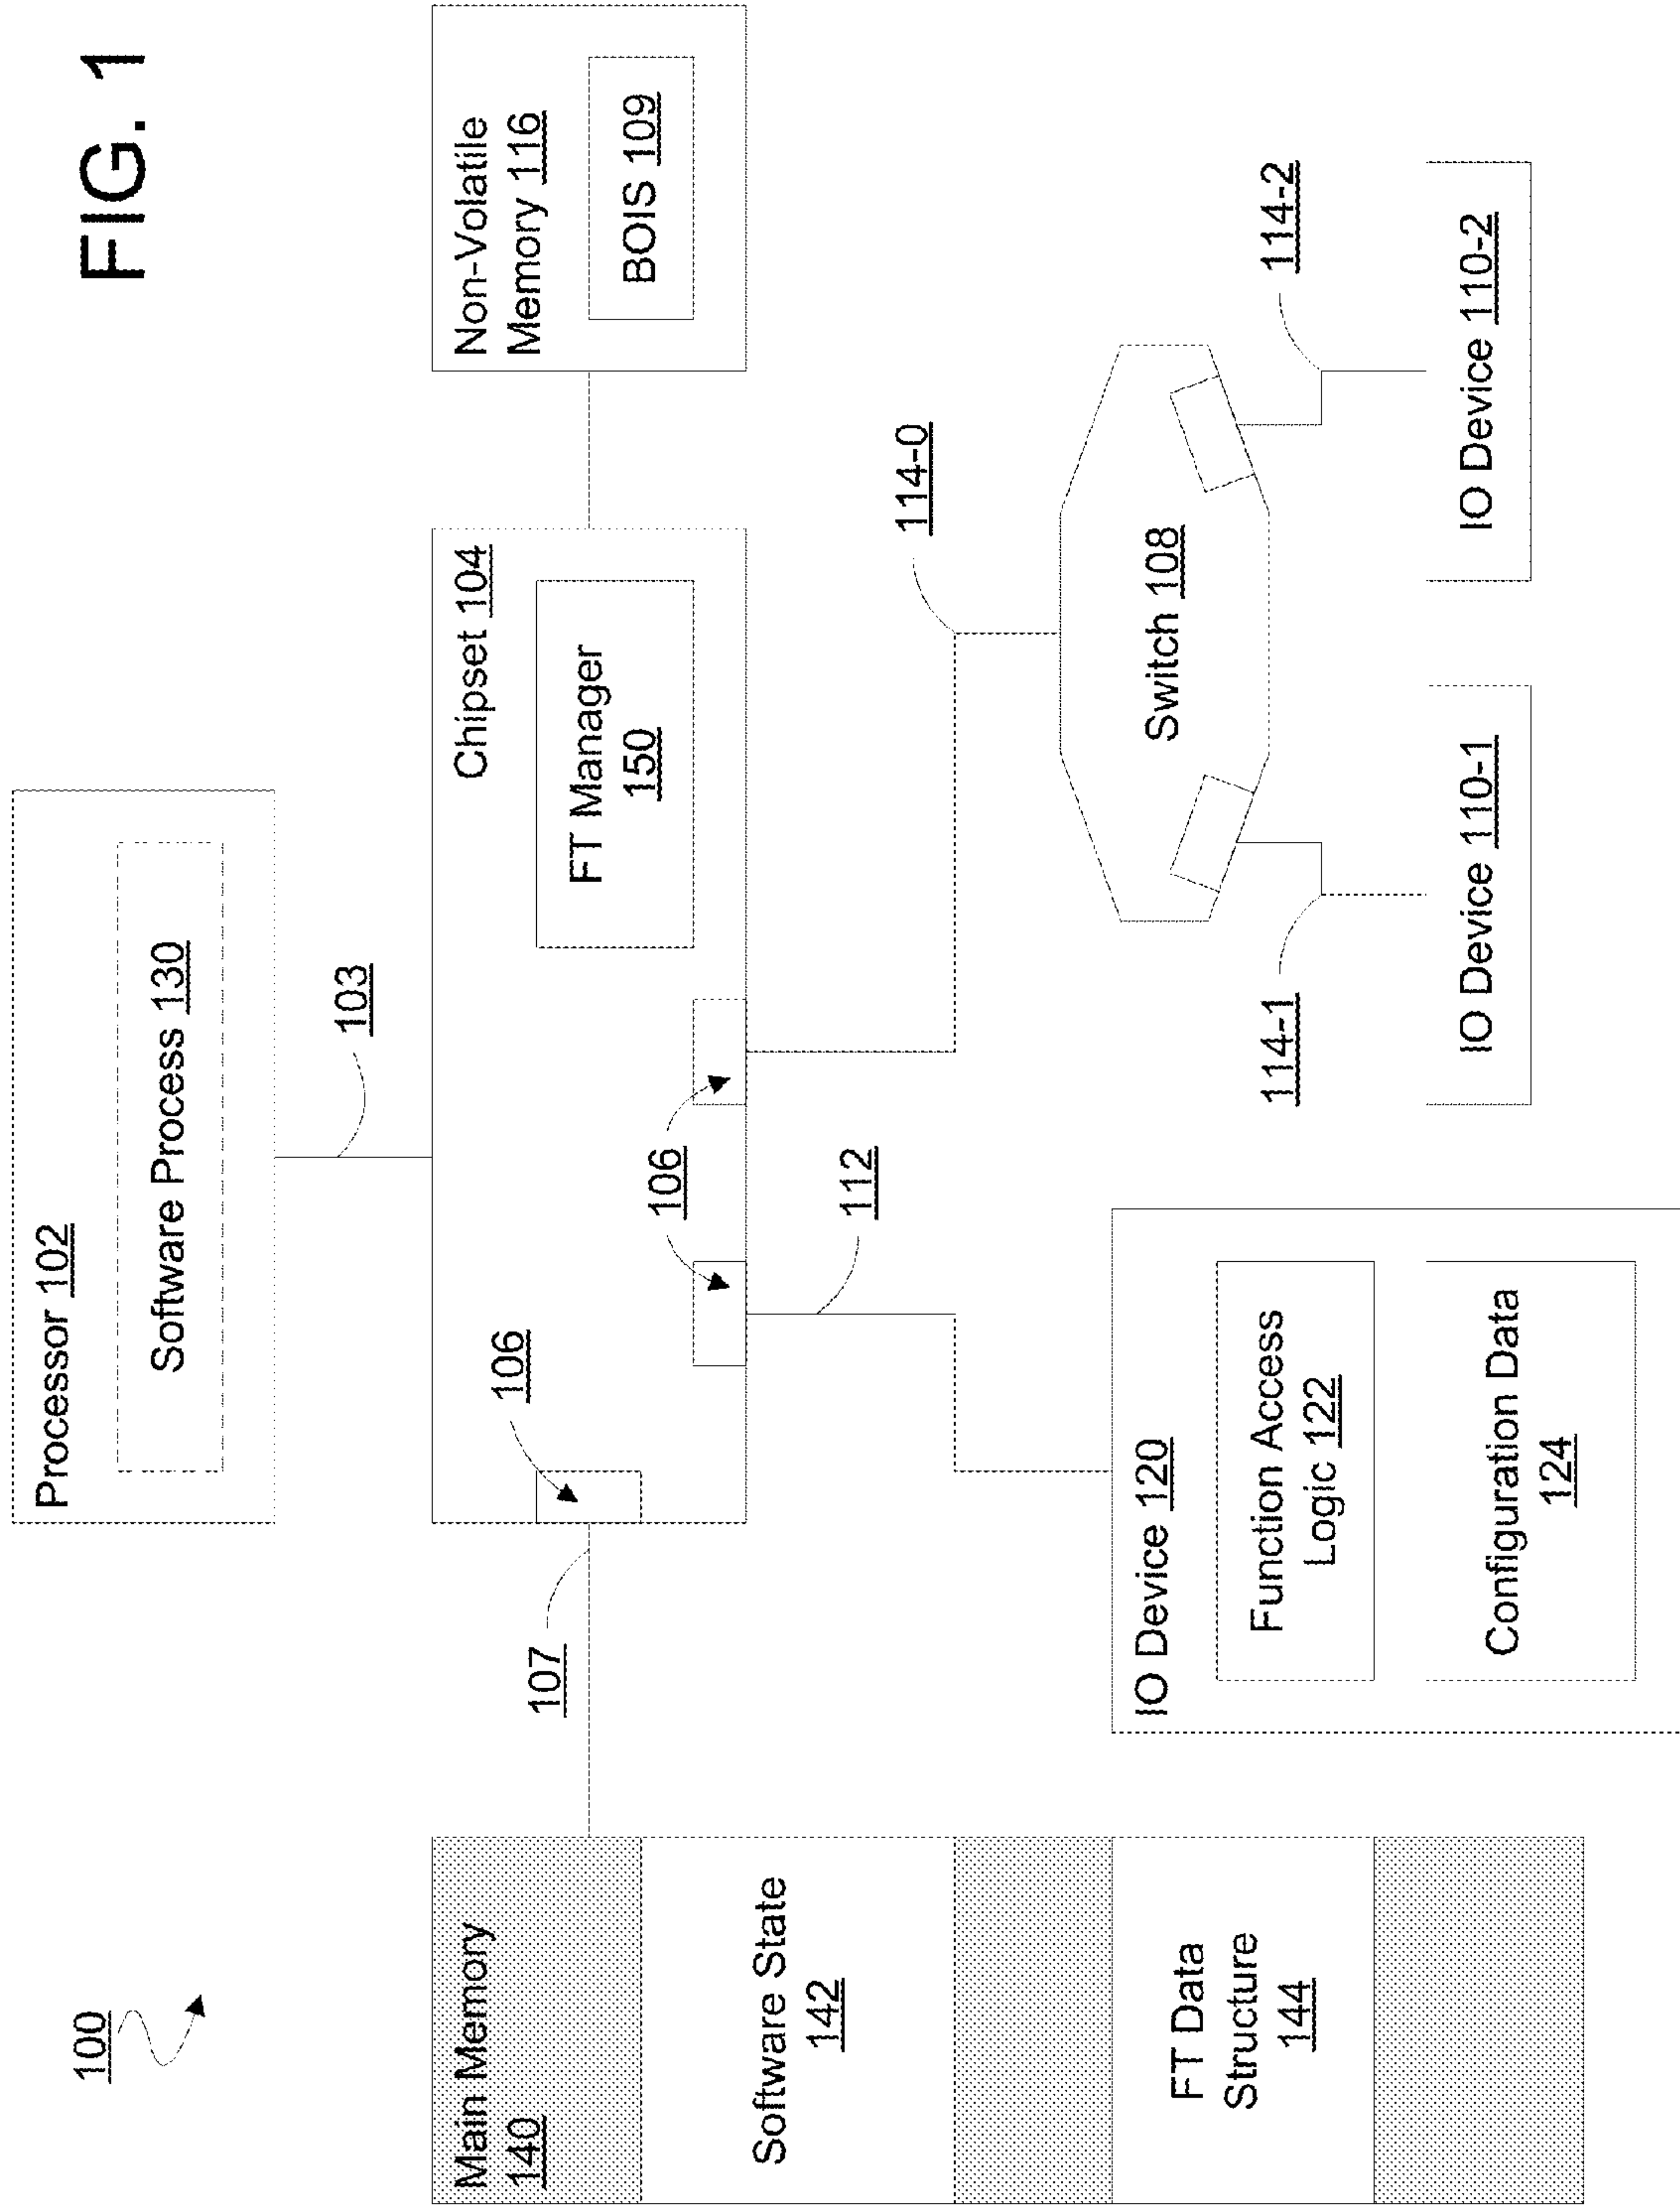 FIG. 1
100
Processor 102
Software Process 130
103
Main Memory
140
Software State
142
FT Data
Structure
144
107
106
Chipset 104
FT Manager
150
106
Non-Volatile
Memory 116
BOIS 109
112
114-0
IO Device 120
Function Access
Logic 122
Configuration Data
124
Switch 108
114-1
114-2
IO Device 110-1
IO Device 110-2